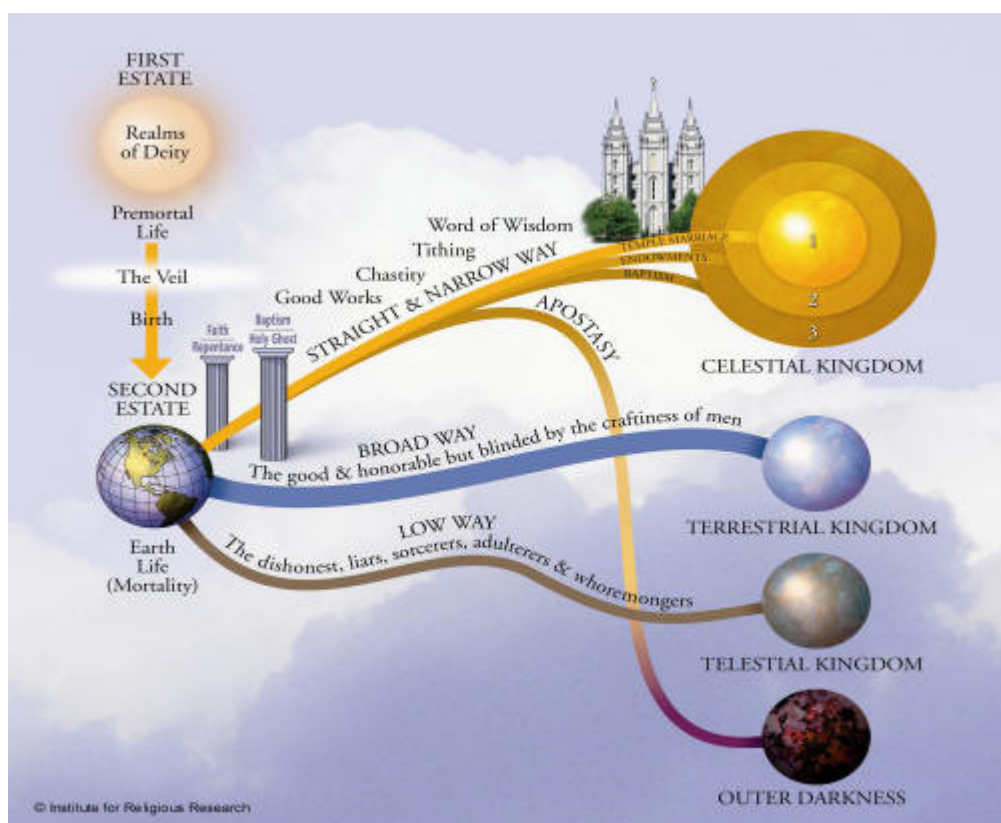 FIRST
ESTATE
Realms
of Deity
Premortal
Life
The Veil
Birth
SECOND
ESTATE
Earth
Life
(Mortality)
Faith
Repentance
Baptism
Holy Ghost
STRAIGHT & NARROW WAY
Good Works
Chastity
Tithing
Word of Wisdom
TEMPLE MARRIAGE
ENDOWMENTS
BAPTISM
1
2
3
CELESTIAL KINGDOM
APOSTASY
BROAD WAY
The good & honorable but blinded by the craftiness of men
TERRESTRIAL KINGDOM
LOW WAY
The dishonest, liars, sorcerers, adulterers & whoremongers
TELESTIAL KINGDOM
OUTER DARKNESS
© Institute for Religious Research